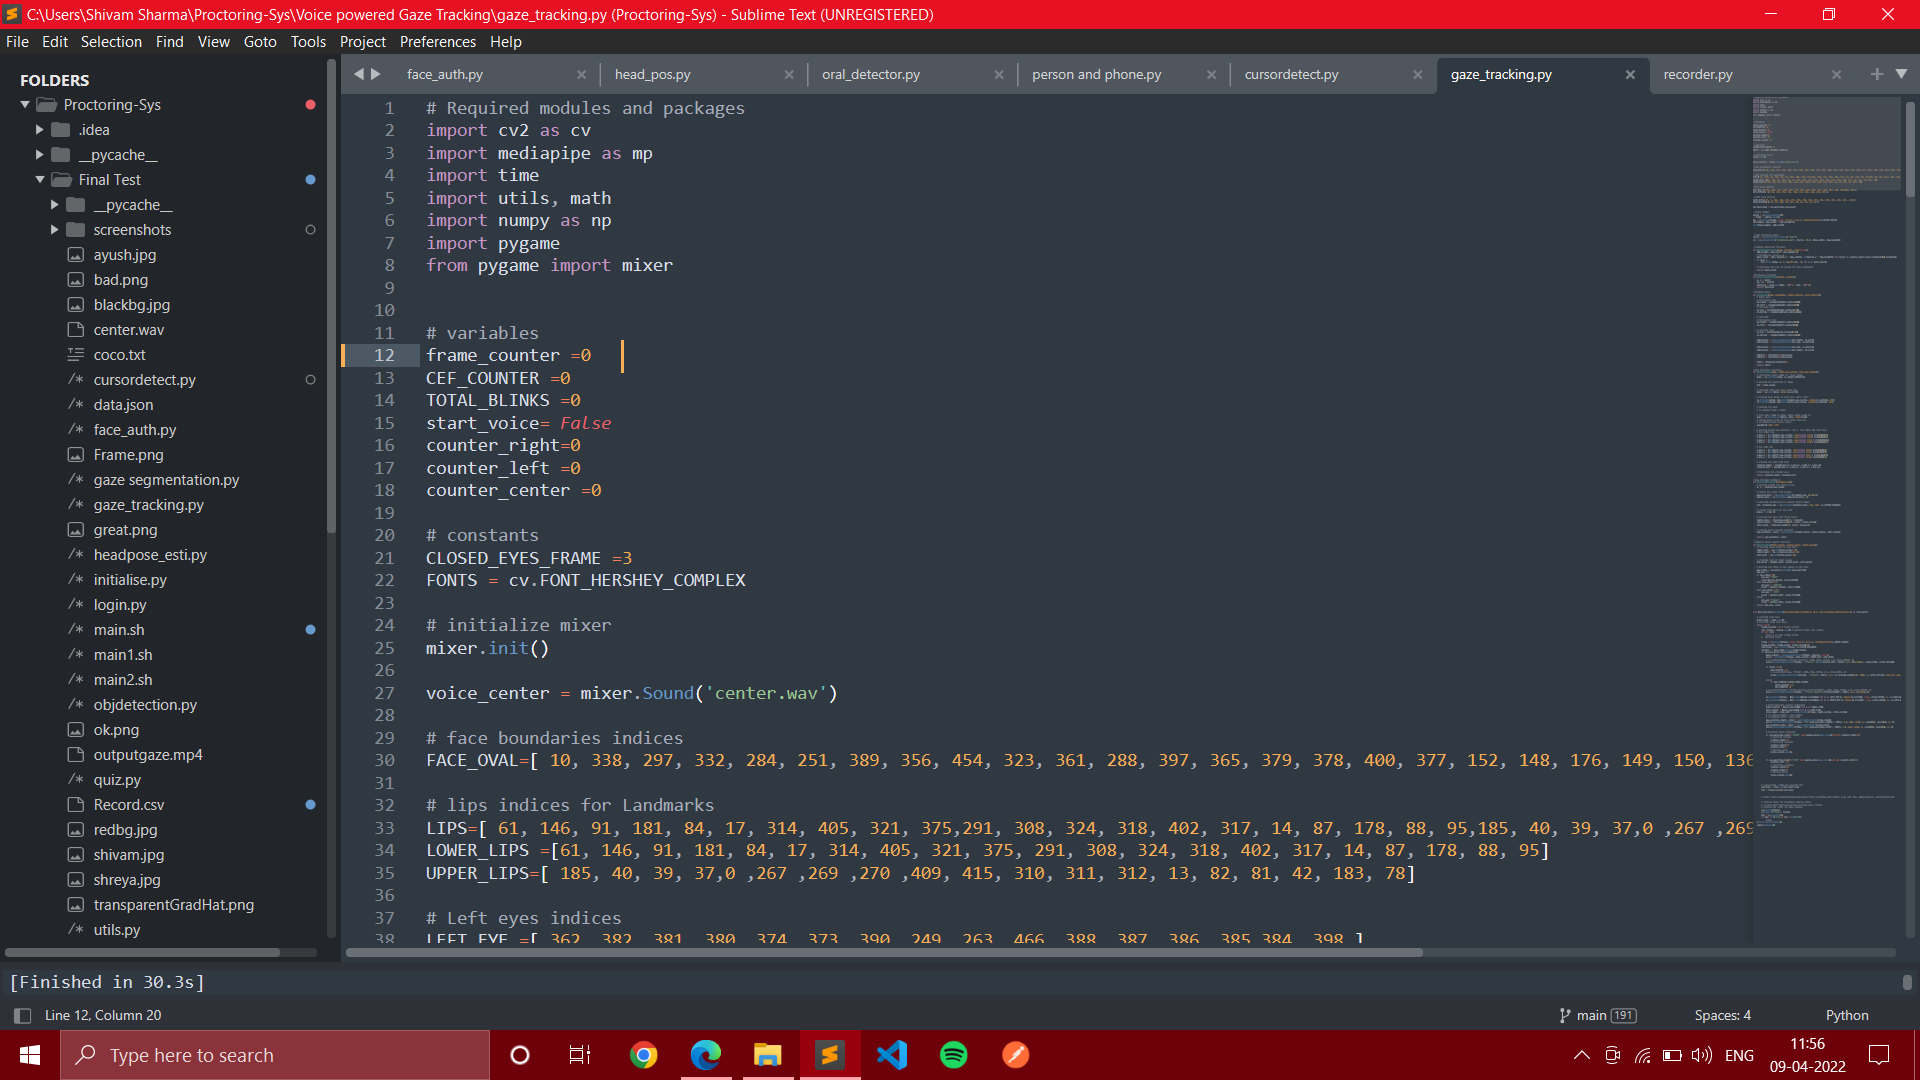 C:\Users\Shivam Sharma\Proctoring-Sys\Voice powered Gaze Tracking\gaze_tracking.py (Proctoring-Sys) - Sublime Text (UNREGISTERED)
File Edit Selection Find View Goto Tools Project Preferences Help
FOLDERS
Proctoring-Sys
.idea
__pycache__
Final Test
__pycache__
screenshots
ayush.jpg
bad.png
blackbg.jpg
center.wav
coco.txt
cursordetect.py
data.json
face_auth.py
Frame.png
gaze segmentation.py
gaze_tracking.py
great.png
headpose_esti.py
initialise.py
login.py
main.sh
main1.sh
main2.sh
objdetection.py
ok.png
outputgaze.mp4
quiz.py
Record.csv
redbg.jpg
shivam.jpg
shreya.jpg
transparentGradHat.png
utils.py
face_auth.py head_pos.py oral_detector.py person and phone.py cursordetect.py gaze_tracking.py recorder.py
1 # Required modules and packages
2 import cv2 as cv
3 import mediapipe as mp
4 import time
5 import utils, math
6 import numpy as np
7 import pygame
8 from pygame import mixer
9
10
11 # variables
12 frame_counter =0
13 CEF_COUNTER =0
14 TOTAL_BLINKS =0
15 start_voice= False
16 counter_right=0
17 counter_left =0
18 counter_center =0
19
20 # constants
21 CLOSED_EYES_FRAME =3
22 FONTS = cv.FONT_HERSHEY_COMPLEX
23
24 # initialize mixer
25 mixer.init()
26
27 voice_center = mixer.Sound('center.wav')
28
29 # face boundaries indices
30 FACE_OVAL=[ 10, 338, 297, 332, 284, 251, 389, 356, 454, 323, 361, 288, 397, 365, 379, 378, 400, 377, 152, 148, 176, 149, 150, 136
31
32 # lips indices for Landmarks
33 LIPS=[ 61, 146, 91, 181, 84, 17, 314, 405, 321, 375,291, 308, 324, 318, 402, 317, 14, 87, 178, 88, 95,185, 40, 39, 37,0 ,267 ,269
34 LOWER_LIPS =[61, 146, 91, 181, 84, 17, 314, 405, 321, 375, 291, 308, 324, 318, 402, 317, 14, 87, 178, 88, 95]
35 UPPER_LIPS=[ 185, 40, 39, 37,0 ,267 ,269 ,270 ,409, 415, 310, 311, 312, 13, 82, 81, 42, 183, 78]
36
37 # Left eyes indices
38 LEFT_EYE =[ 362, 382, 381, 380, 374, 373, 390, 249, 263, 466, 388, 387, 386, 385,384, 398 ]
[Finished in 30.3s]
Line 12, Column 20 main 191 Spaces: 4 Python
Type here to search ENG 11:56
09-04-2022